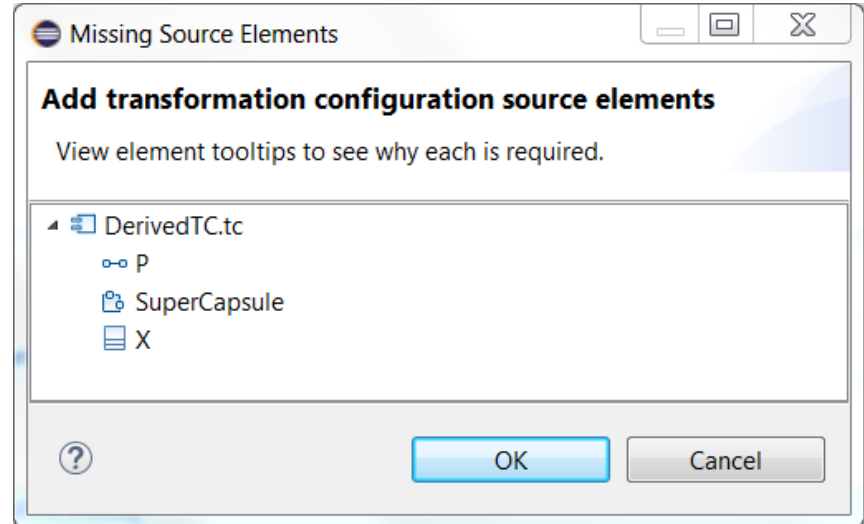 Missing Source Elements
Add transformation configuration source elements
View element tooltips to see why each is required.
DerivedTC.tc
P
SuperCapsule
X
?
OK Cancel